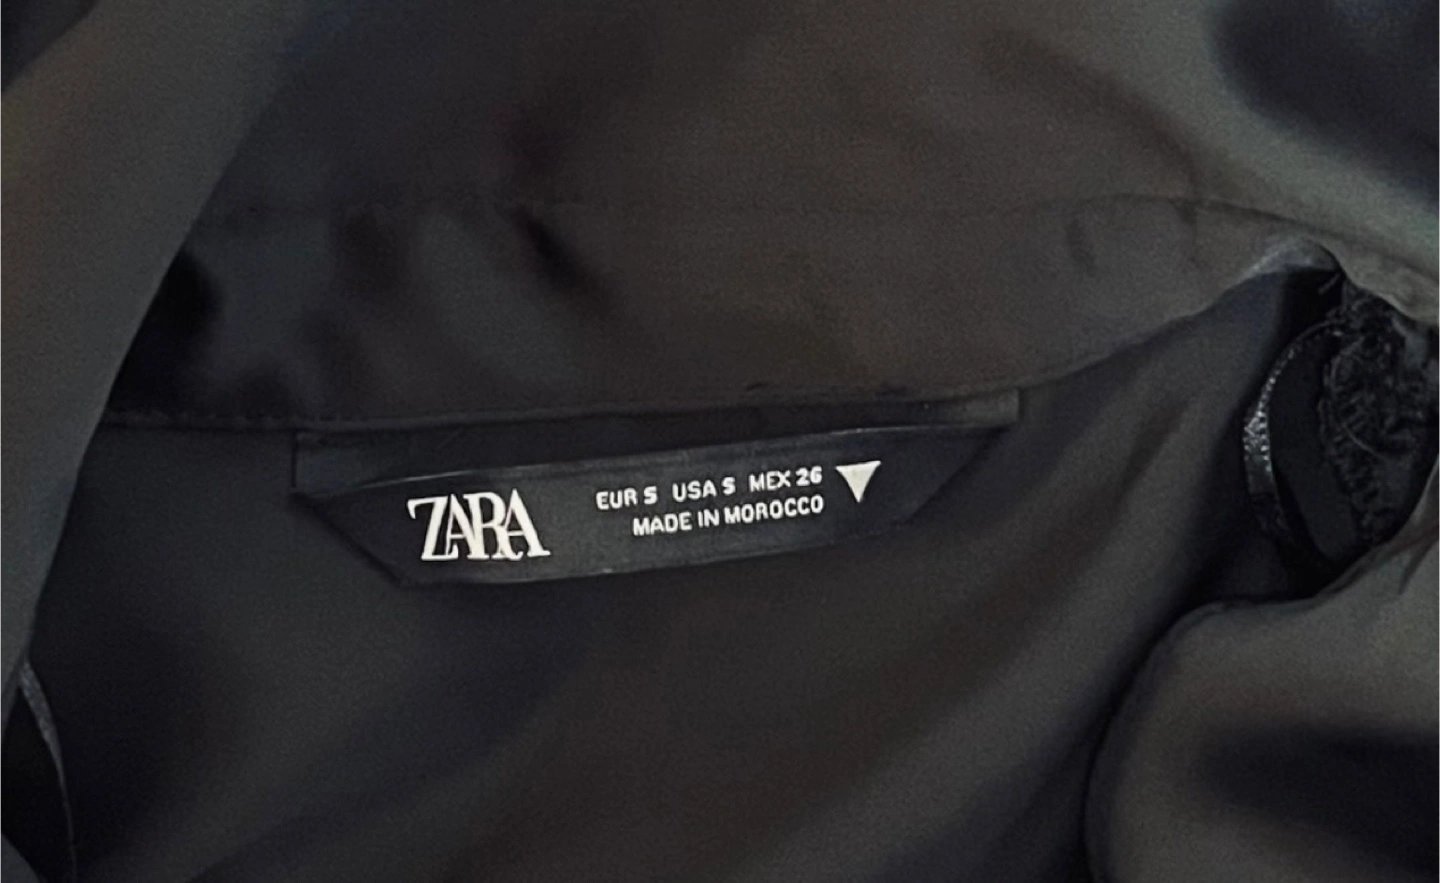 ZARA
EUR S USA S MEX 26
MADE IN MOROCCO